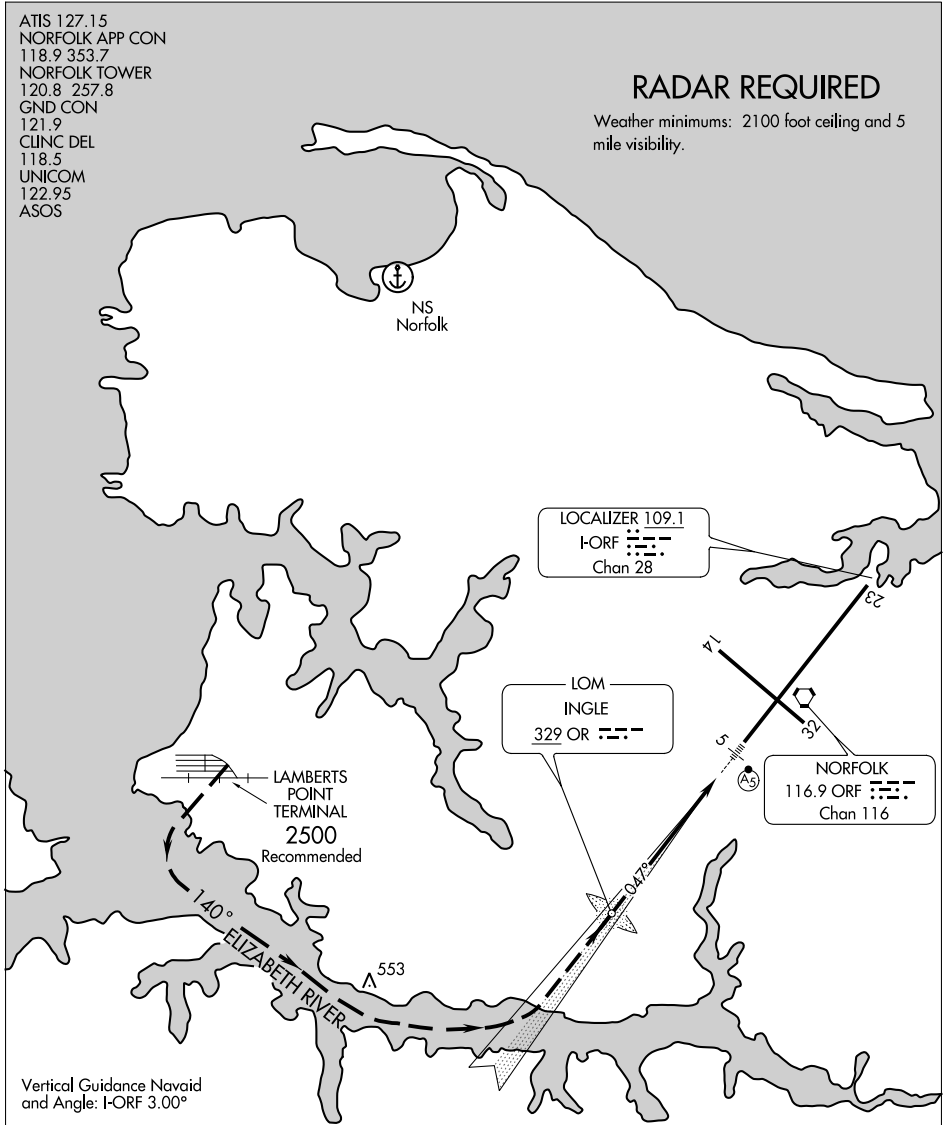 ATIS 127.15
NORFOLK APP CON
118.9 353.7
NORFOLK TOWER
120.8 257.8
GND CON
121.9
CLINC DEL
118.5
UNICOM
122.95
ASOS
RADAR REQUIRED
Weather minimums: 2100 foot ceiling and 5
mile visibility.
NS
Norfolk
LOCALIZER 109.1
I-ORF
Chan 28
23
14
32
5
A5
LOM
INGLE
329 OR
NORFOLK
116.9 ORF
Chan 116
LAMBERTS
POINT
TERMINAL
2500
Recommended
047°
140°
ELIZABETH RIVER
553
Vertical Guidance Navaid
and Angle: I-ORF 3.00°